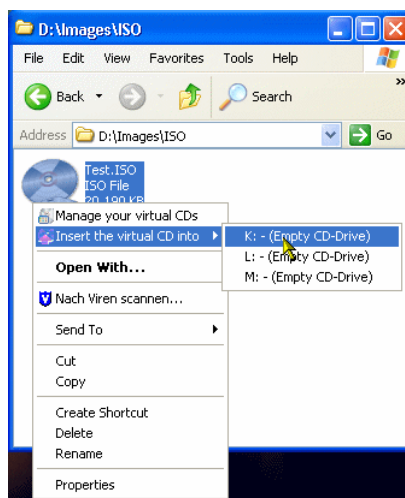 D:\Images\ISO
File Edit View Favorites Tools Help
Back Search
Address D:\Images\ISO Go
Test.ISO
ISO File
20.190 KB
Manage your virtual CDs
Insert the virtual CD into
K: - (Empty CD-Drive)
L: - (Empty CD-Drive)
M: - (Empty CD-Drive)
Open With...
Nach Viren scannen...
Send To
Cut
Copy
Create Shortcut
Delete
Rename
Properties